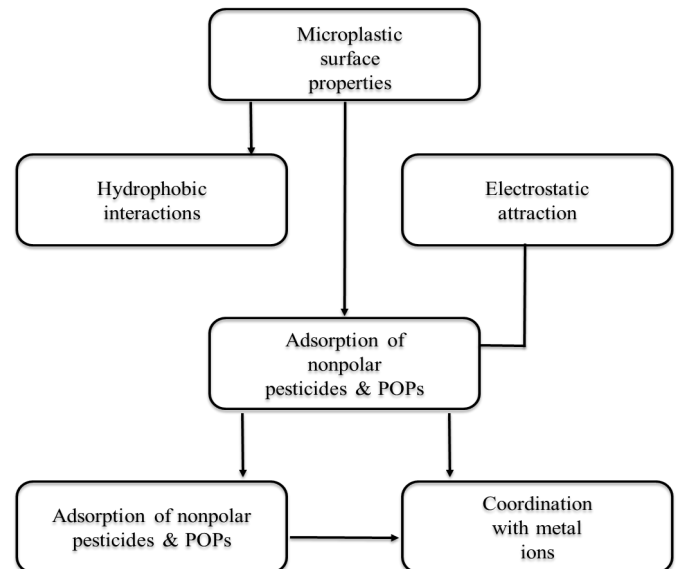 Microplastic
surface
properties
Hydrophobic
interactions
Electrostatic
attraction
Adsorption of
nonpolar
pesticides & POPs
Adsorption of nonpolar
pesticides & POPs
Coordination
with metal
ions